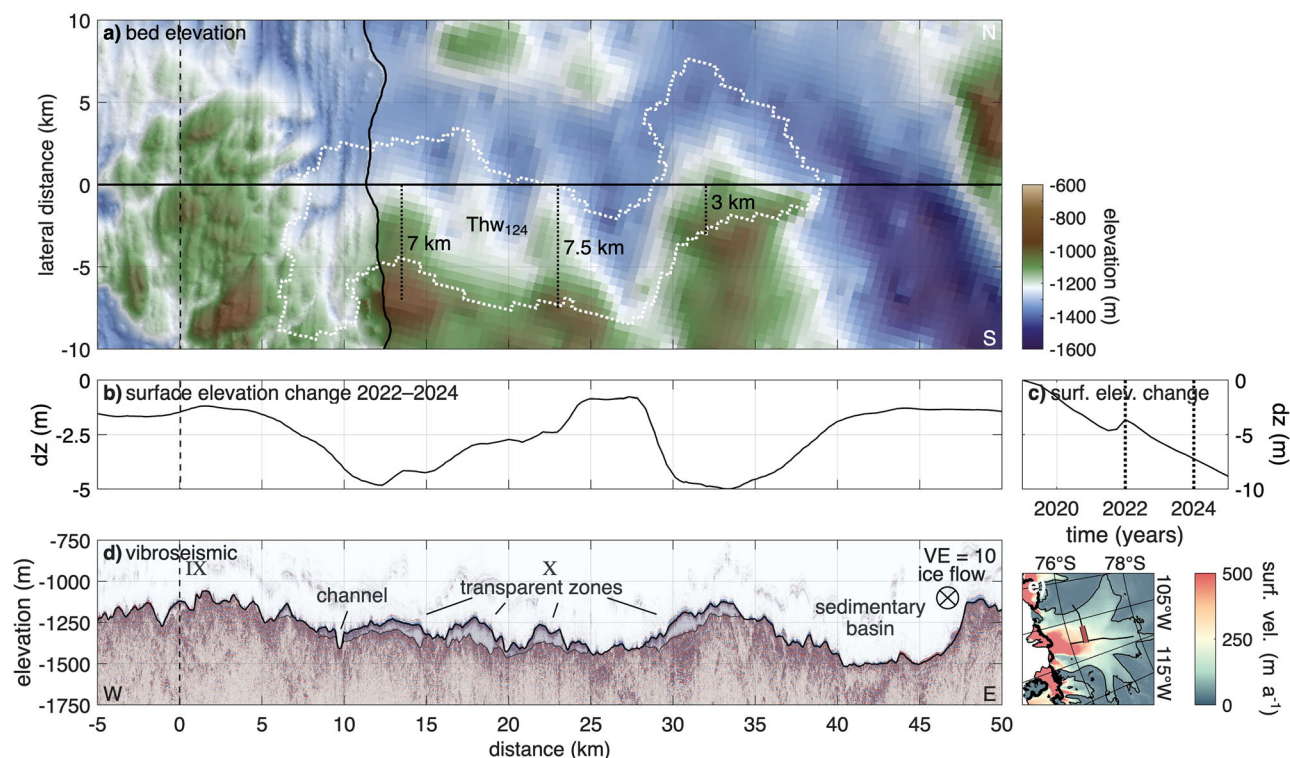 a) bed elevation
N
10
5
0
-5
-10
lateral distance (km)
Thw124
7 km
7.5 km
3 km
S
-600
-800
-1000
-1200
-1400
-1600
elevation (m)
b) surface elevation change 2022–2024
0
-2.5
-5
dz (m)
c) surf. elev. change
0
-5
-10
dz (m)
2020 2022 2024
time (years)
d) vibroseismic
VE = 10
ice flow
IX
X
channel
transparent zones
sedimentary
basin
-750
-1000
-1250
-1500
-1750
elevation (m)
W
E
-5 0 5 10 15 20 25 30 35 40 45 50
distance (km)
76°S 78°S
105°W
115°W
500
250
0
surf. vel. (m a-1)